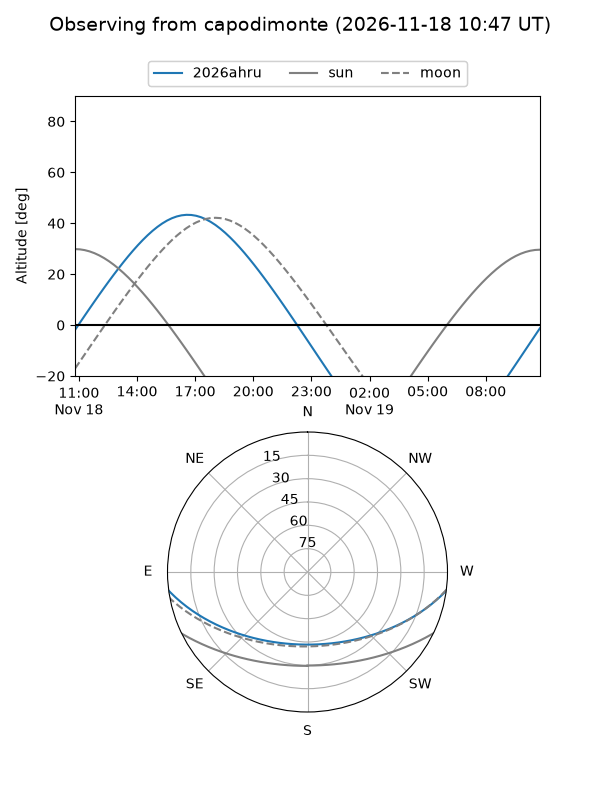 Observing from capodimonte (2026-11-18 10:47 UT)
2026ahru sun moon
Altitude [deg]
80
60
40
20
0
−20
11:00 14:00 17:00 20:00 23:00 02:00 05:00 08:00
Nov 18 Nov 19
N
NE NW
15
30
45
60
75
E W
SE SW
S